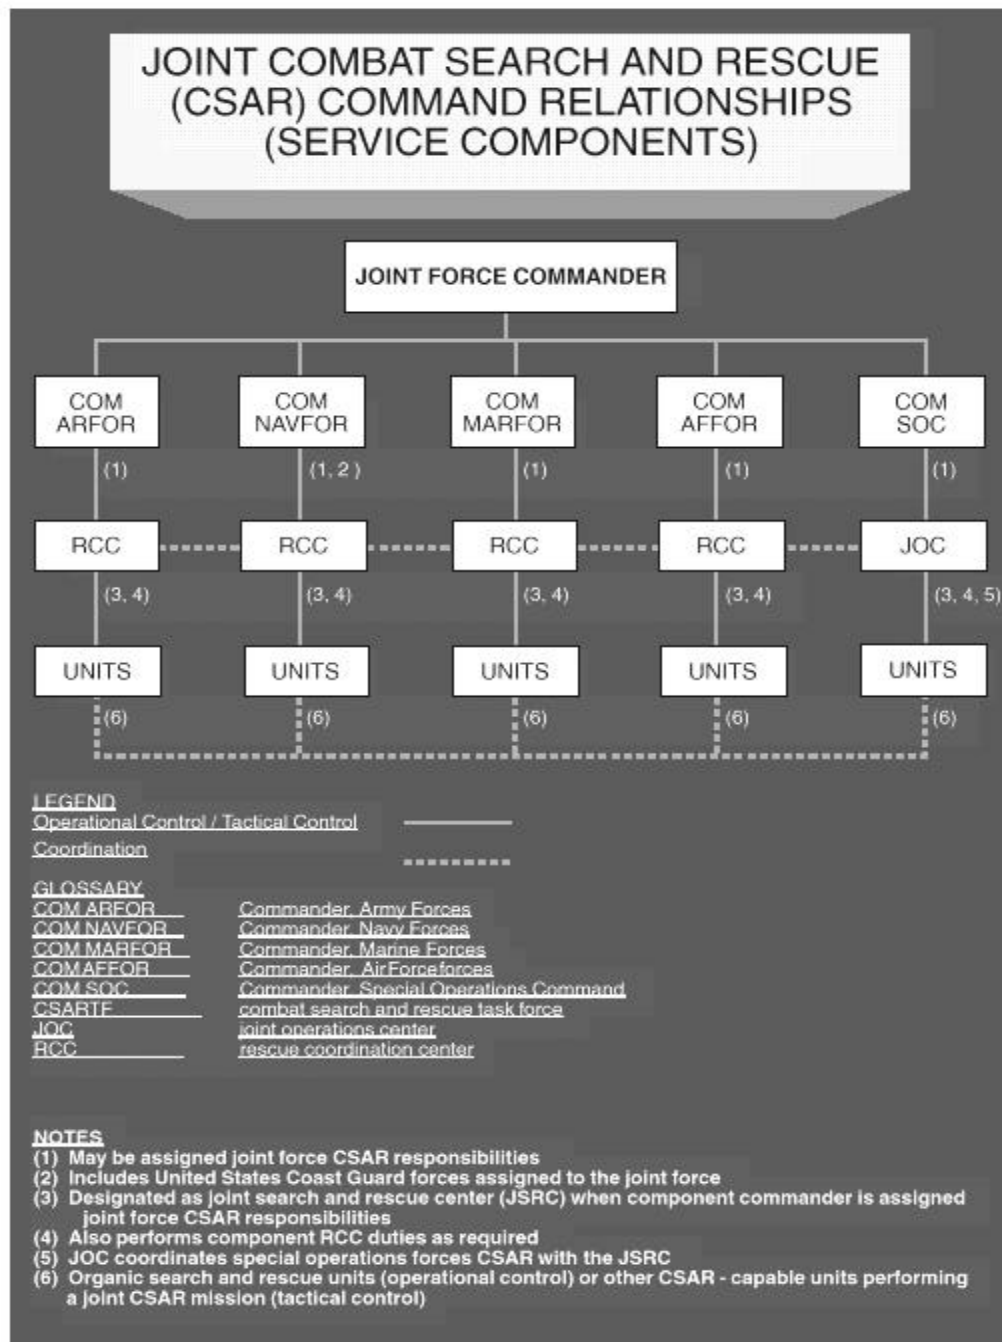 JOINT COMBAT SEARCH AND RESCUE
(CSAR) COMMAND RELATIONSHIPS
(SERVICE COMPONENTS)
JOINT FORCE COMMANDER
COM ARFOR
COM NAVFOR
COM MARFOR
COM AFFOR
COM SOC
(1)
(1, 2 )
(1)
(1)
(1)
RCC
RCC
RCC
RCC
JOC
(3, 4)
(3, 4)
(3, 4)
(3, 4)
(3, 4, 5)
UNITS
UNITS
UNITS
UNITS
UNITS
(6)
(6)
(6)
(6)
(6)
LEGEND
Operational Control / Tactical Control
Coordination
GLOSSARY
COM ARFOR Commander, Army Forces
COM NAVFOR Commander, Navy Forces
COM MARFOR Commander, Marine Forces
COMAFFOR Commander, AirForceforces
COM SOC Commander, Special Operations Command
CSARTF combat search and rescue task force
JOC joint operations center
RCC rescue coordination center
NOTES
(1) May be assigned joint force CSAR responsibilities
(2) Includes United States Coast Guard forces assigned to the joint force
(3) Designated as joint search and rescue center (JSRC) when component commander is assigned
joint force CSAR responsibilities
(4) Also performs component RCC duties as required
(5) JOC coordinates special operations forces CSAR with the JSRC
(6) Organic search and rescue units (operational control) or other CSAR - capable units performing
a joint CSAR mission (tactical control)